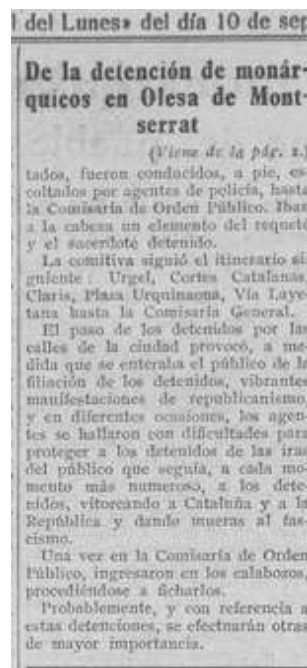 l del Lunes» del día 10 de sep
De la detención de monár-
quicos en Olesa de Mont-
serrat
(Viene de la pág. 1.)
tados, fueron conducidos, a pie, es-
coltados por agentes de policía, hasta
la Comisaría de Orden Público. Iban
a la cabeza un elemento del requeté
y el sacerdote detenido.
La comitiva siguió el itinerario si-
guiente: Urgel, Cortes Catalanas,
Claris, Plaza Urquinaona, Vía Laye-
tana hasta la Comisaría General.
El paso de los detenidos por las
calles de la ciudad provocó, a me-
dida que se enteraba el público de la
filiación de los detenidos, vibrantes
manifestaciones de republicanismo,
y en diferentes ocasiones, los agen-
tes se hallaron con dificultades para
proteger a los detenidos de las iras
del público que seguía, a cada mo-
mento más numeroso, a los dete-
nidos, vitoreando a Cataluña y a la
República y dando mueras al fas-
cismo.
Una vez en la Comisaría de Orden
Público, ingresaron en los calabozos,
procediéndose a ficharlos.
Probablemente, y con referencia a
estas detenciones, se efectuarán otras
de mayor importancia.